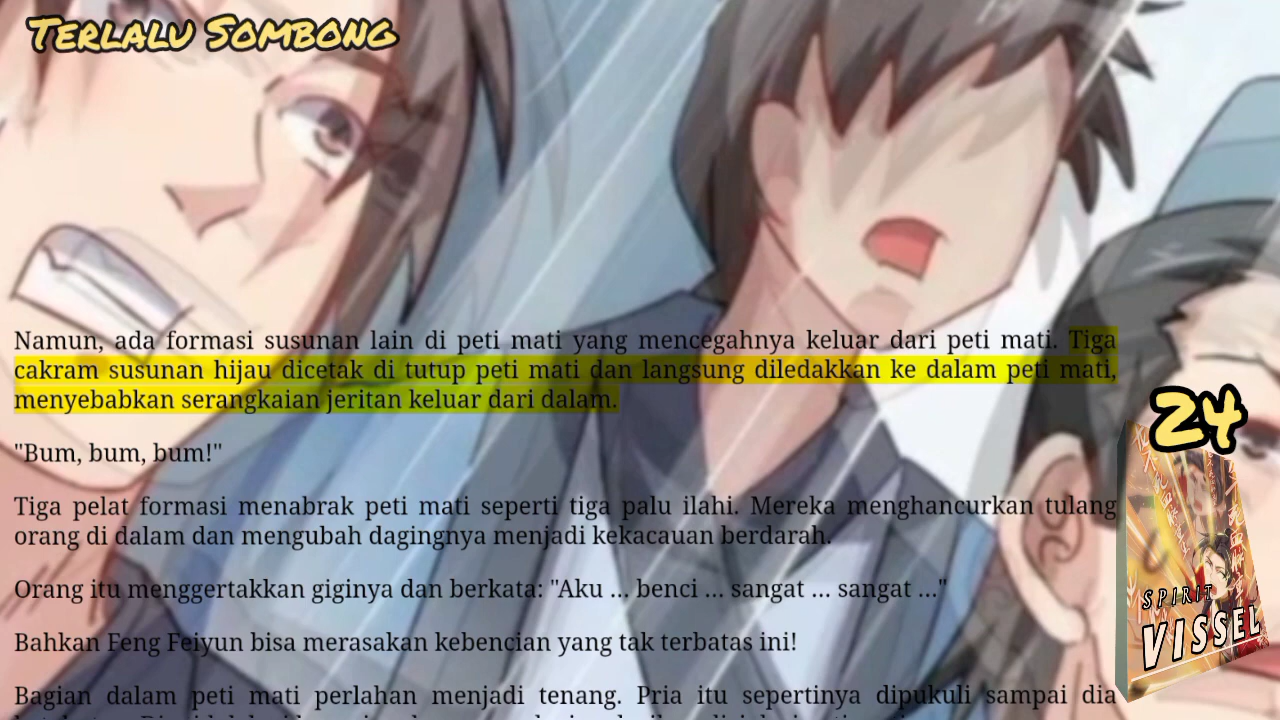 Terlalu Sombong
Namun, ada formasi susunan lain di peti mati yang mencegahnya keluar dari peti mati. Tiga
cakram susunan hijau dicetak di tutup peti mati dan langsung diledakkan ke dalam peti mati,
menyebabkan serangkaian jeritan keluar dari dalam.
"Bum, bum, bum!"
Tiga pelat formasi menabrak peti mati seperti tiga palu ilahi. Mereka menghancurkan tulang
orang di dalam dan mengubah dagingnya menjadi kekacauan berdarah.
Orang itu menggertakkan giginya dan berkata: "Aku ... benci ... sangat ... sangat ..."
Bahkan Feng Feiyun bisa merasakan kebencian yang tak terbatas ini!
Bagian dalam peti mati perlahan menjadi tenang. Pria itu sepertinya dipukuli sampai dia
24
SPIRIT
VISSEL